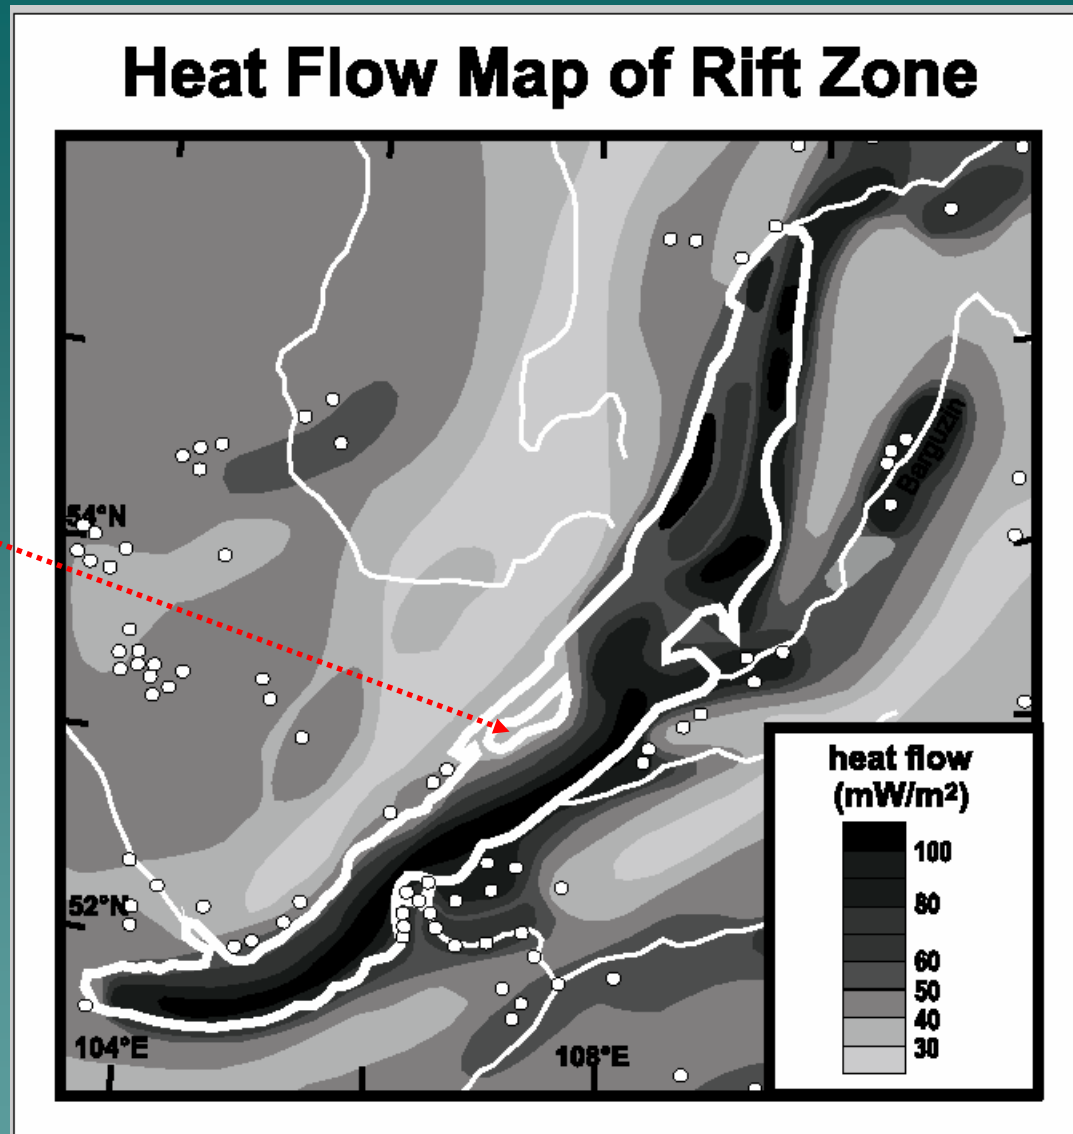 Heat Flow Map of Rift Zone
Barguzin
54°N
52°N
104°E
108°E
heat flow
(mW/m²)
100
80
60
50
40
30